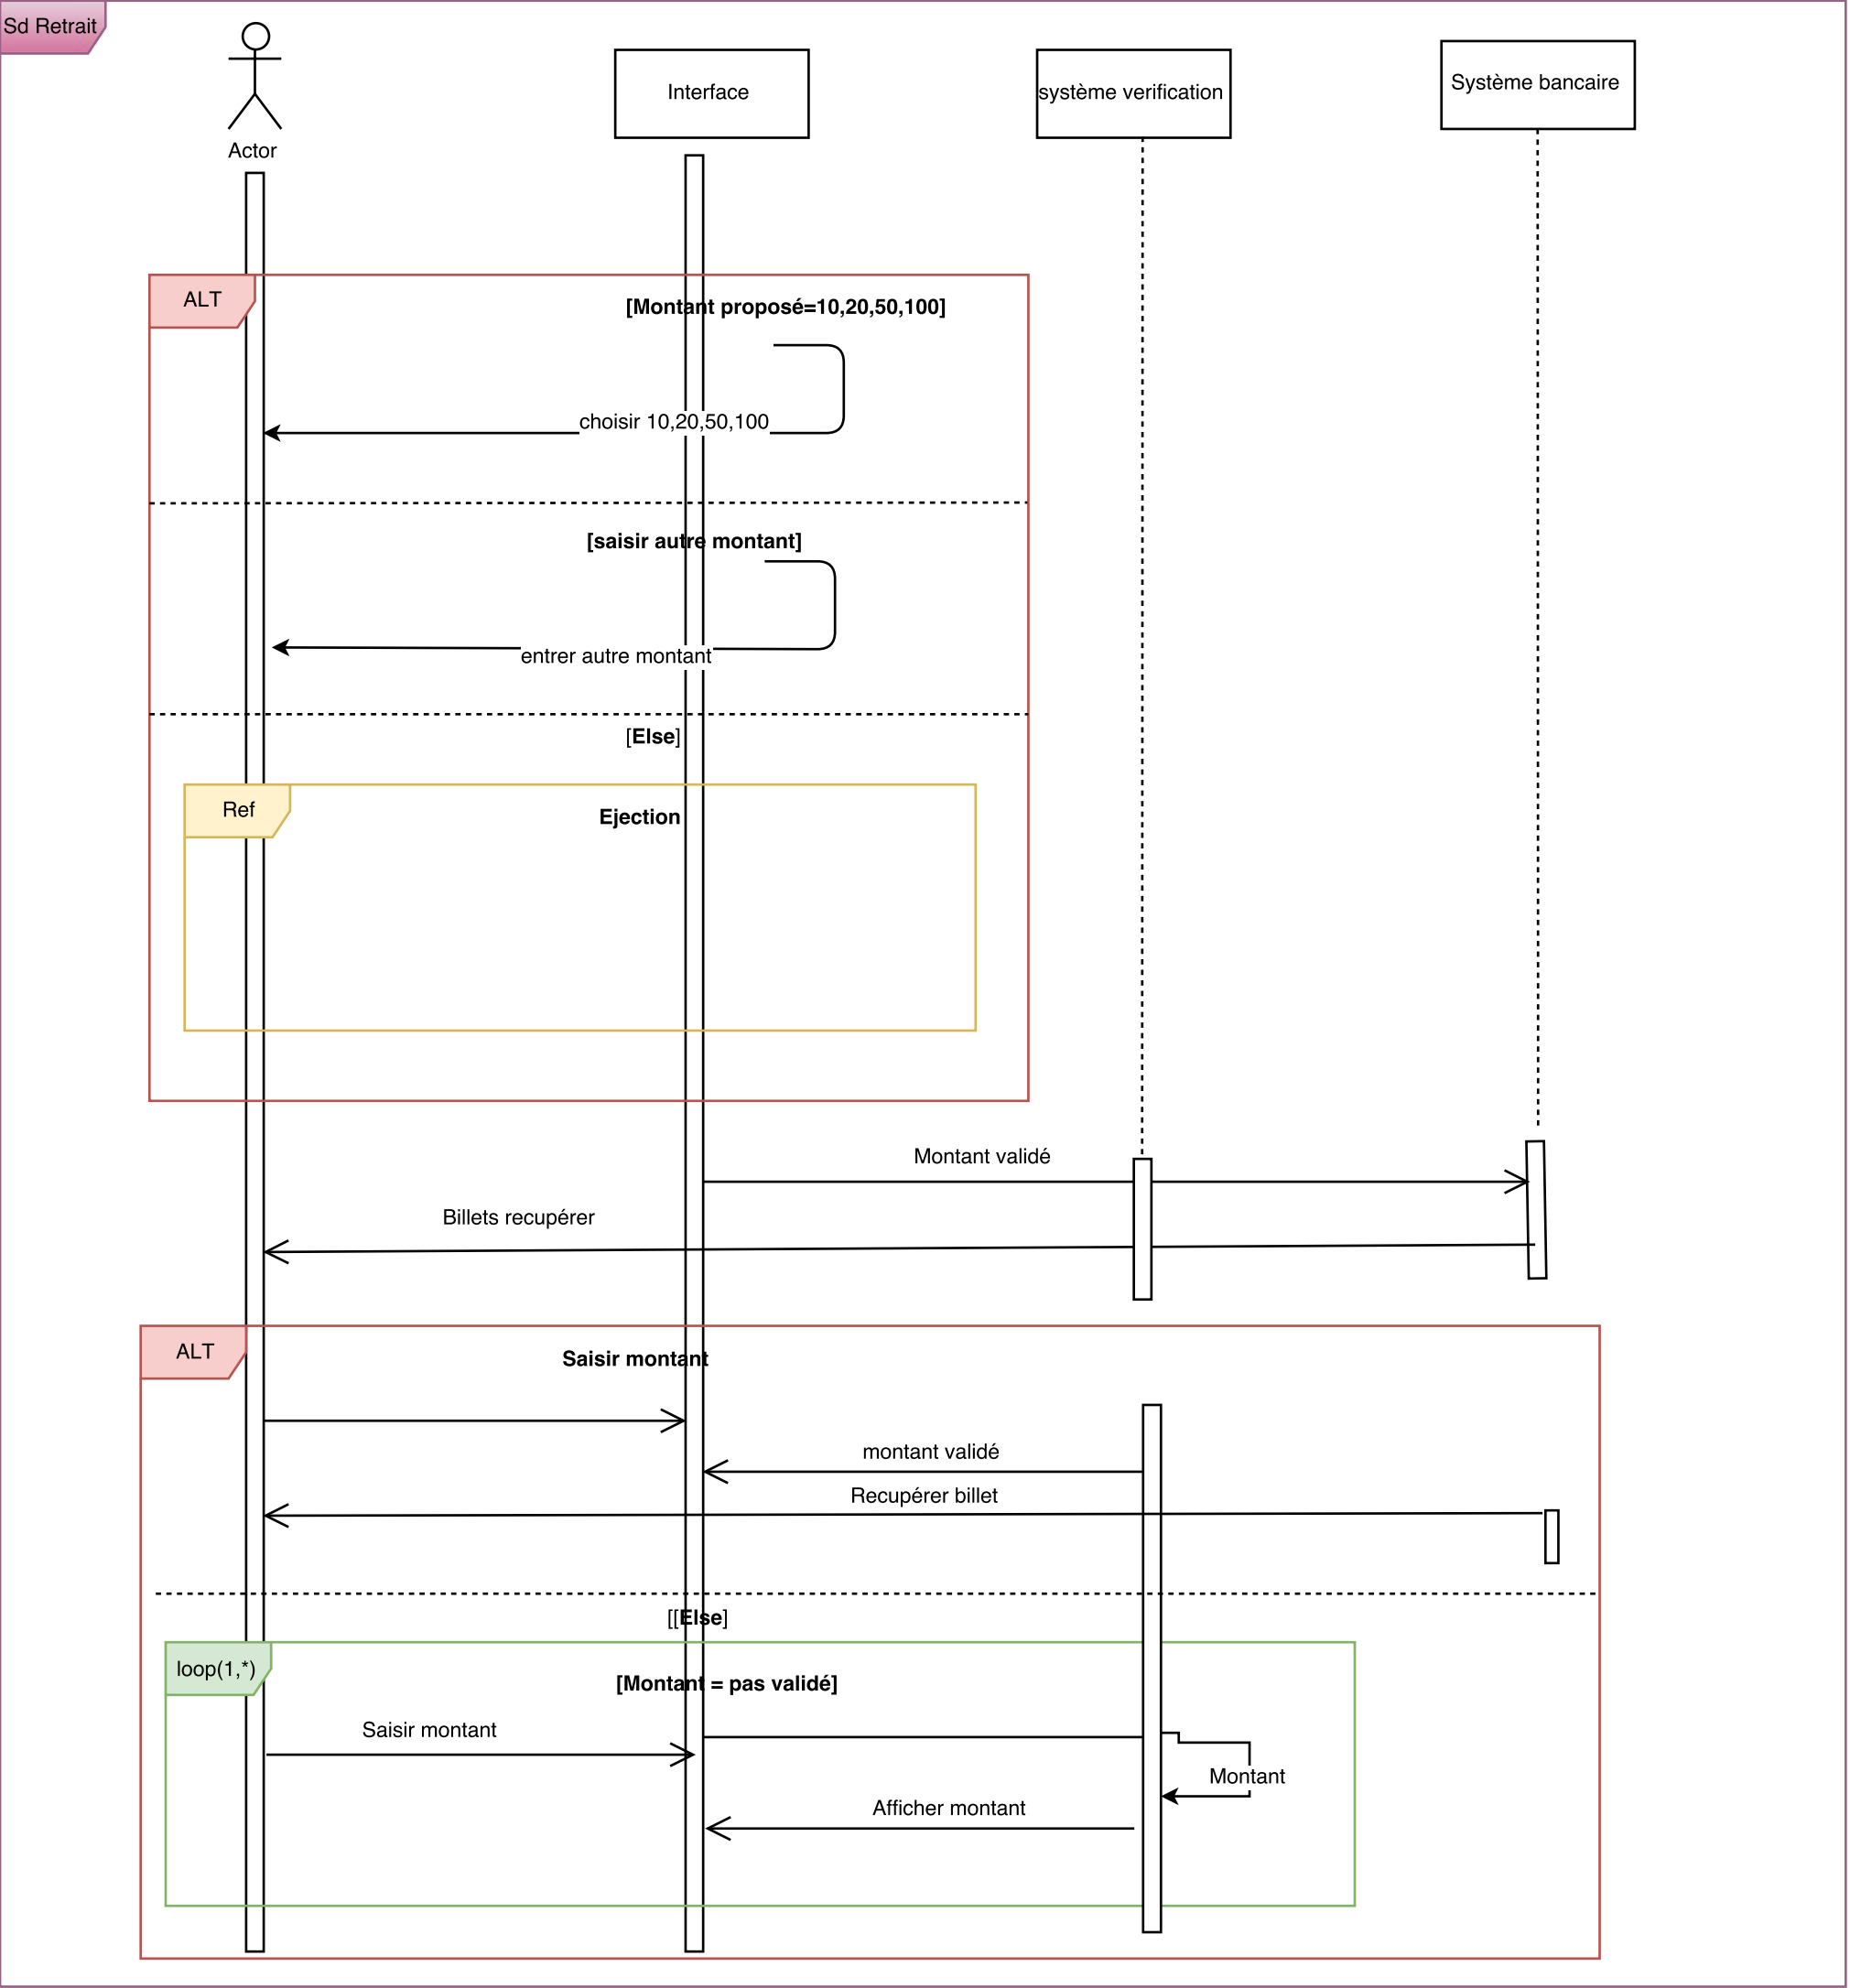 Sd Retrait
Actor
Interface
système verification
Système bancaire
ALT
[Montant proposé=10,20,50,100]
choisir 10,20,50,100
[saisir autre montant]
entrer autre montant
[Else]
Ref
Ejection
Montant validé
Billets recupérer
ALT
Saisir montant
montant validé
Recupérer billet
[[Else]
loop(1,*)
[Montant = pas validé]
Saisir montant
Montant
Afficher montant